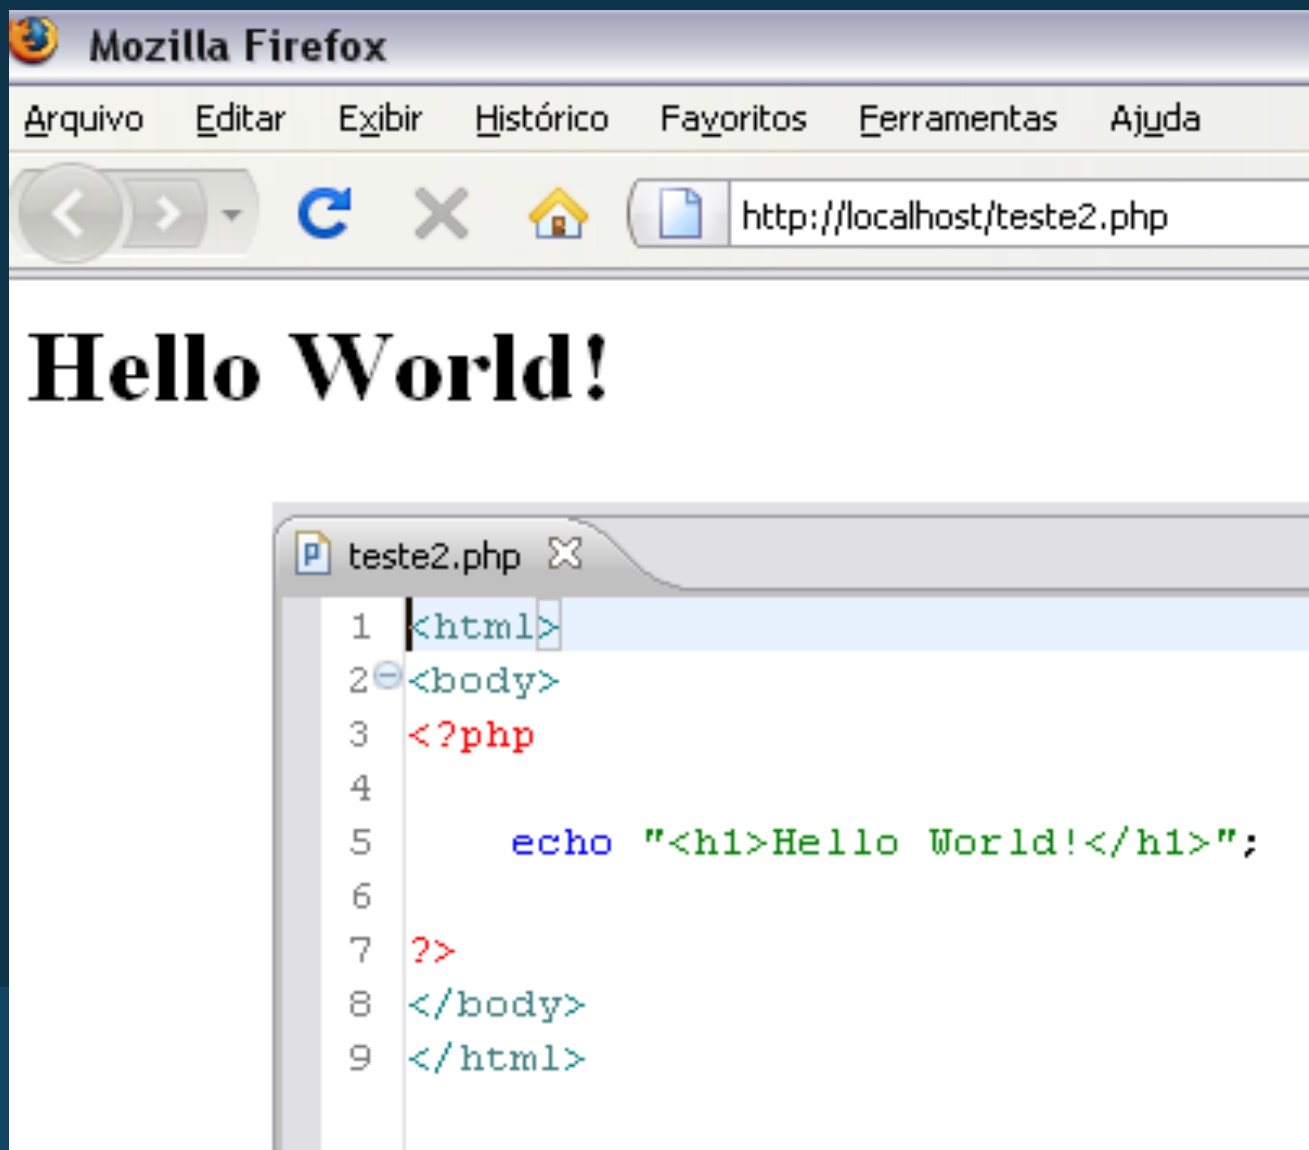 Mozilla Firefox
Arquivo Editar Exibir Histórico Favoritos Ferramentas Ajuda
http://localhost/teste2.php
Hello World!
teste2.php
1 <html>
2 <body>
3 <?php
4
5 echo "<h1>Hello World!</h1>";
6
7 ?>
8 </body>
9 </html>